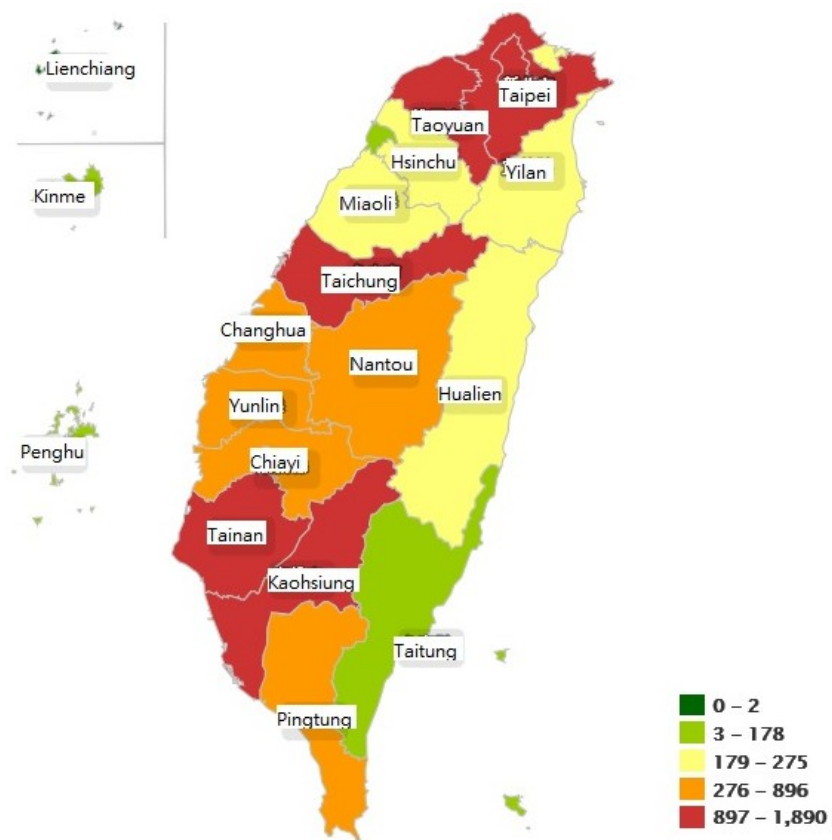 Lienchiang
Taipei
Taoyuan
Hsinchu
Yilan
Kinme
Miaoli
Taichung
Changhua
Nantou
Hualien
Yunlin
Penghu
Chiayi
Tainan
Kaohsiung
Taitung
Pingtung
0 – 2
3 – 178
179 – 275
276 – 896
897 – 1,890